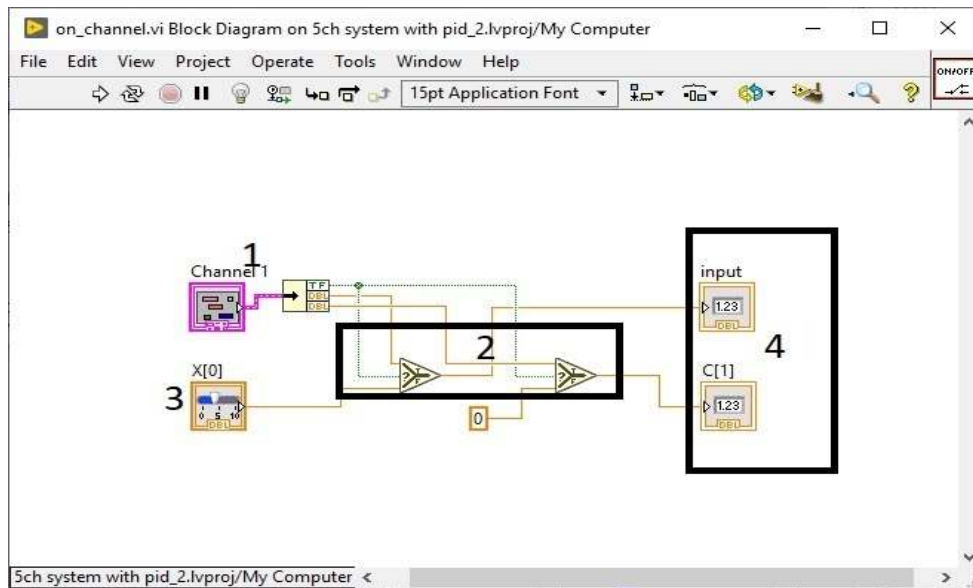 on_channel.vi Block Diagram on 5ch system with pid_2.lvproj/My Computer
File Edit View Project Operate Tools Window Help
15pt Application Font
ON/OFF
1
Channel 1
TF
DBL
DBL
input
1.23
DBL
2
4
X[0]
3
0 5 10
DBL
? T F
? T F
0
C[1]
1.23
DBL
5ch system with pid_2.lvproj/My Computer